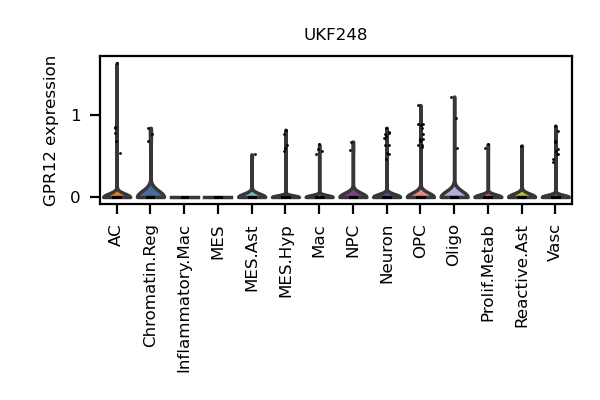 UKF248
GPR12 expression
1
0
AC
Chromatin.Reg
Inflammatory.Mac
MES
MES.Ast
MES.Hyp
Mac
NPC
Neuron
OPC
Oligo
Prolif.Metab
Reactive.Ast
Vasc